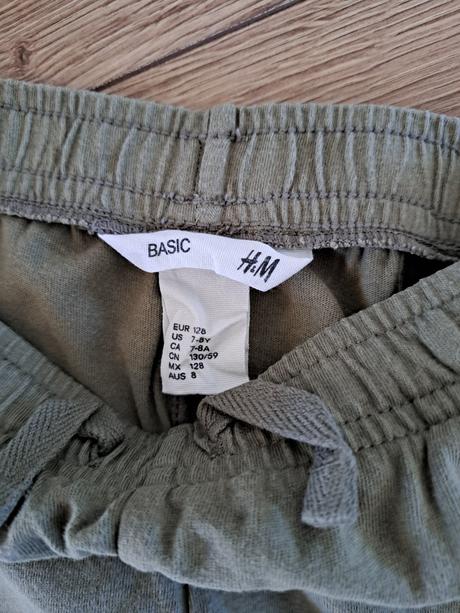 BASIC
H&M
EUR 128
US 7-8Y
CA 7-8A
CN 130/59
MX 128
AUS 8